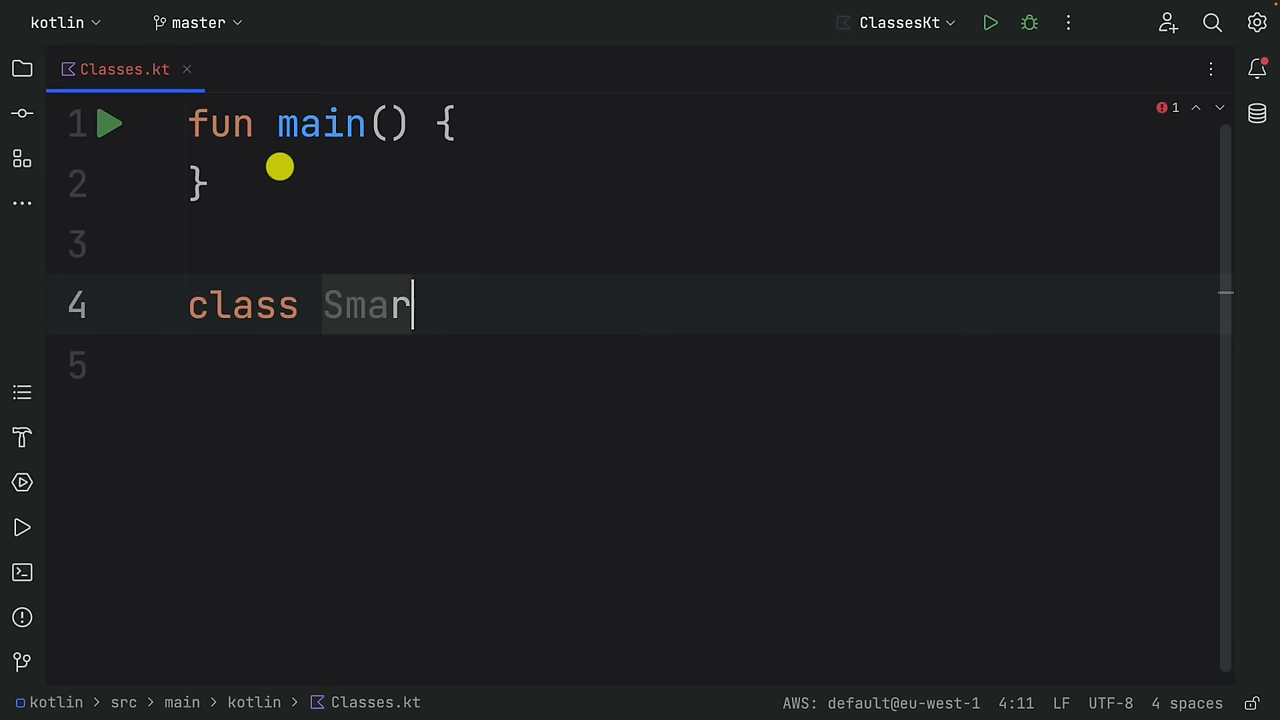 kotlin
master
ClassesKt
Classes.kt
1
1 fun main() {
2 }
3
4 class Smar
5
kotlin > src > main > kotlin > Classes.kt
AWS: default@eu-west-1 4:11 LF UTF-8 4 spaces